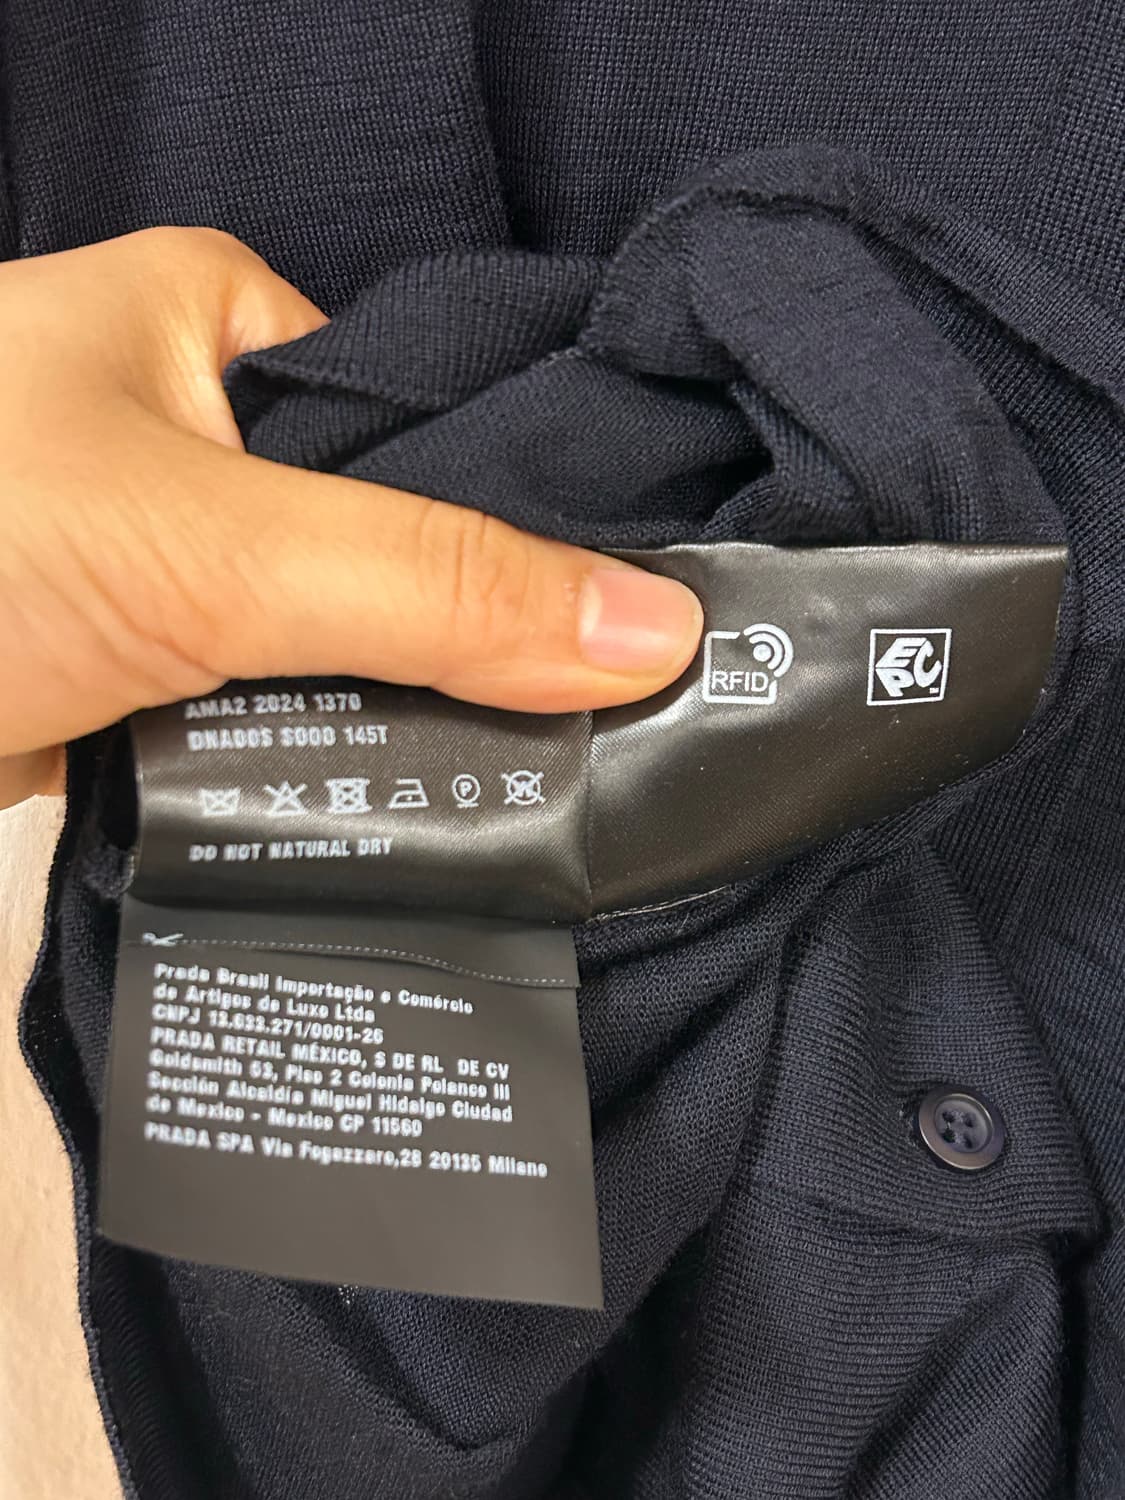 RFID
EPC
AMA2 2024 1370
DNA00S S000 145T
P
W
DO NOT NATURAL DRY
Prada Brasil Importação e Comércio
de Artigos de Luxo Ltda
CNPJ 13.633.271/0001-26
PRADA RETAIL MÉXICO, S DE RL DE CV
Goldsmith 53, Piso 2 Colonia Polanco III
Sección Alcaldía Miguel Hidalgo Ciudad
de Mexico - Mexico CP 11560
PRADA SPA Via Fogazzaro,28 20135 Milano